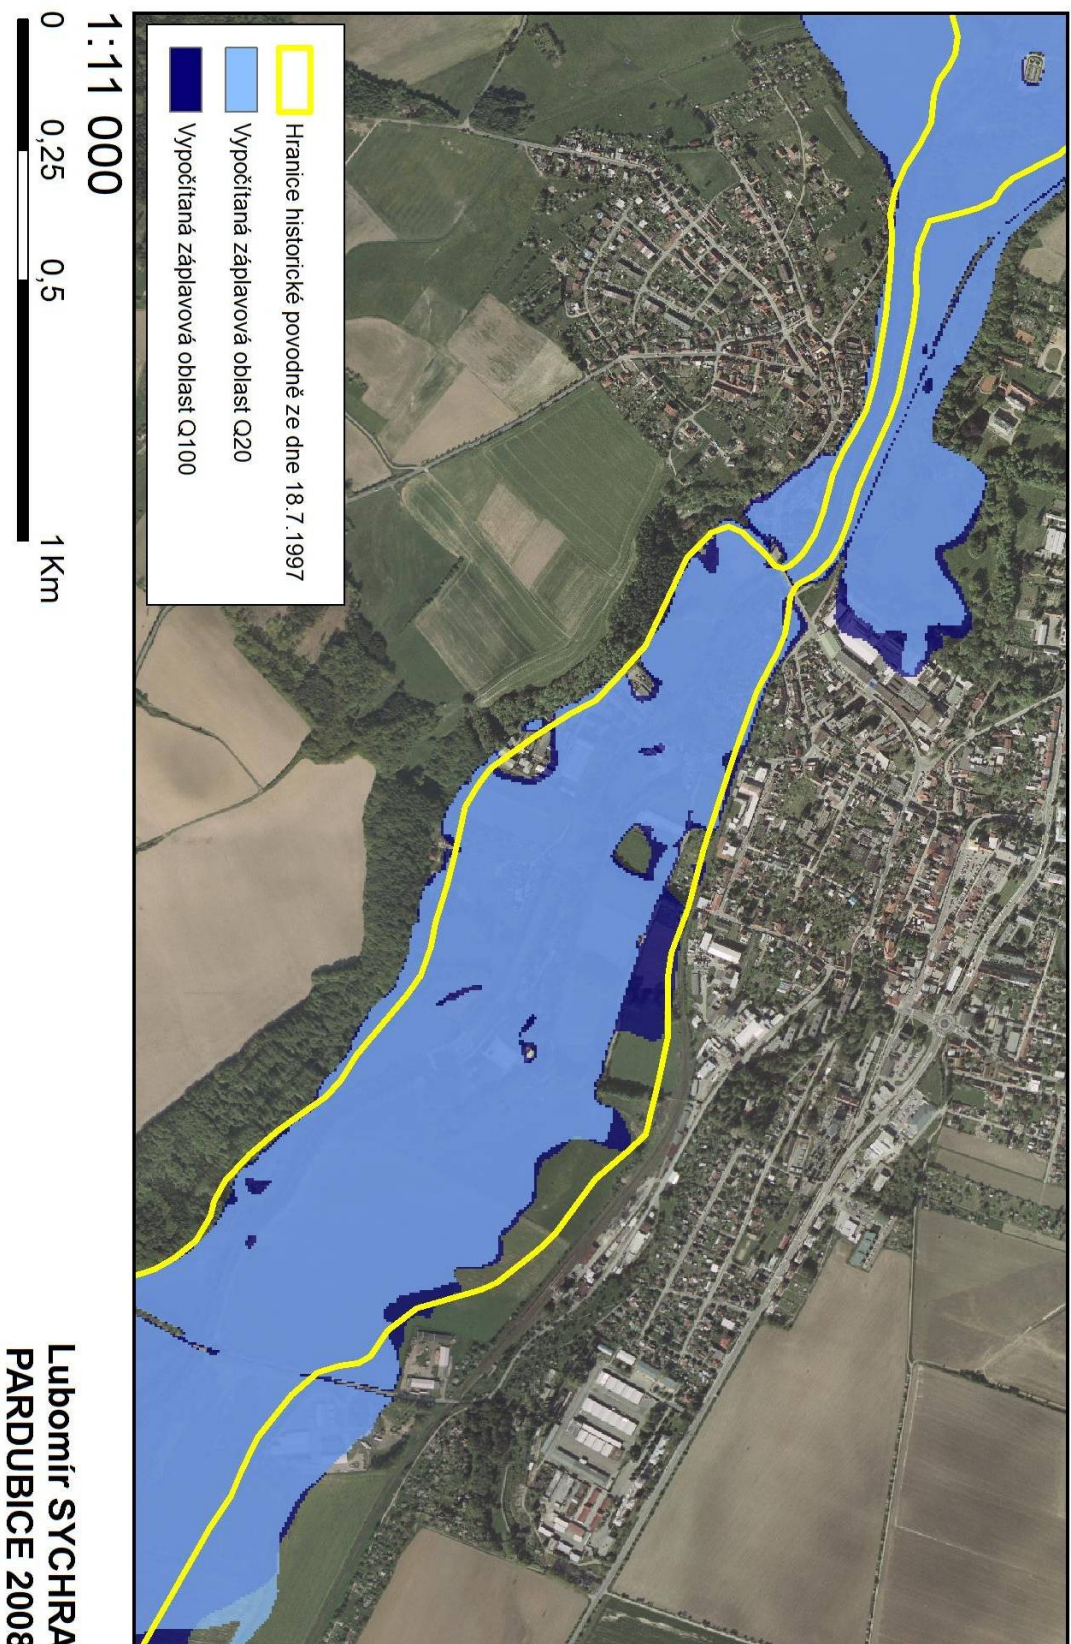 Hranice historické povodně ze dne 18.7.1997
Vypočítaná záplavová oblast Q20
Vypočítaná záplavová oblast Q100
1:11 000
0 0,25 0,5 1 Km
Lubomír SYCHRA
PARDUBICE 2008